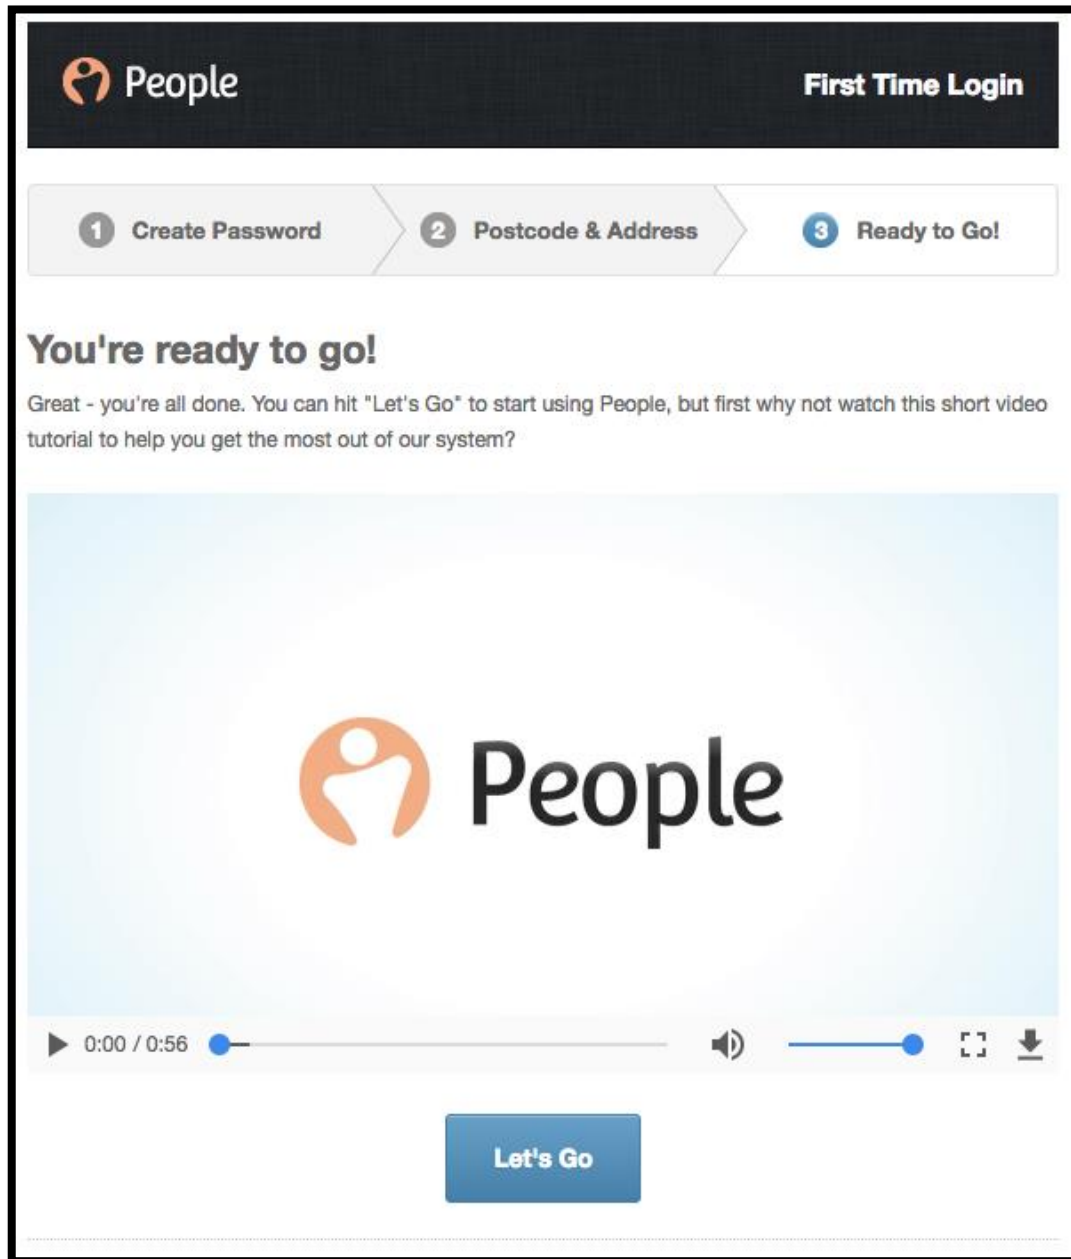 People
First Time Login
1 Create Password
2 Postcode & Address
3 Ready to Go!
You're ready to go!
Great - you're all done. You can hit "Let's Go" to start using People, but first why not watch this short video
tutorial to help you get the most out of our system?
People
0:00 / 0:56
Let's Go